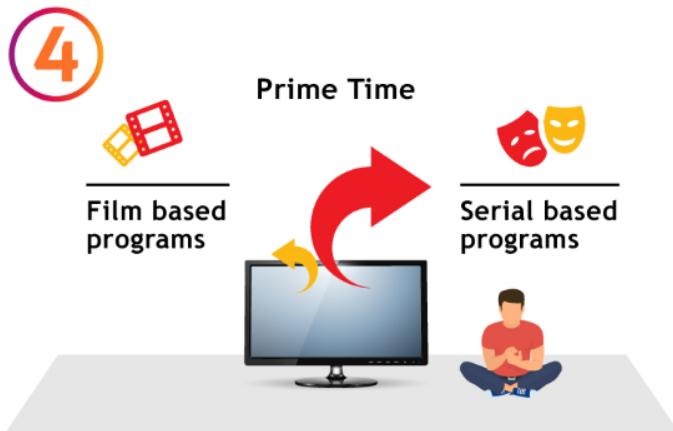 4
Prime Time
Film based
programs
Serial based
programs